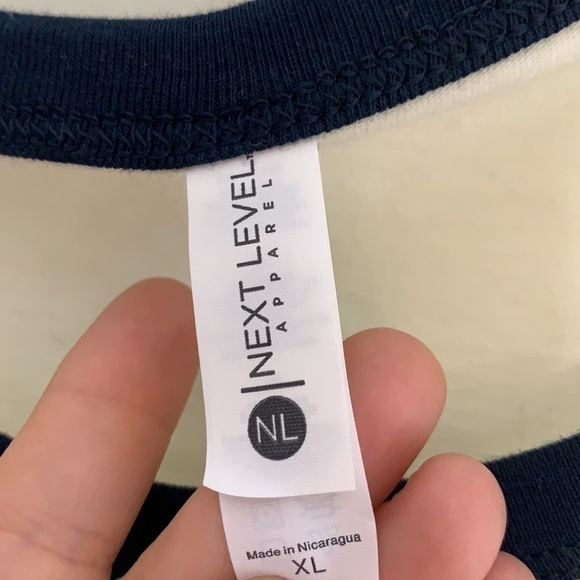 NEXT LEVEL
APPAREL
NL
Made in Nicaragua
XL